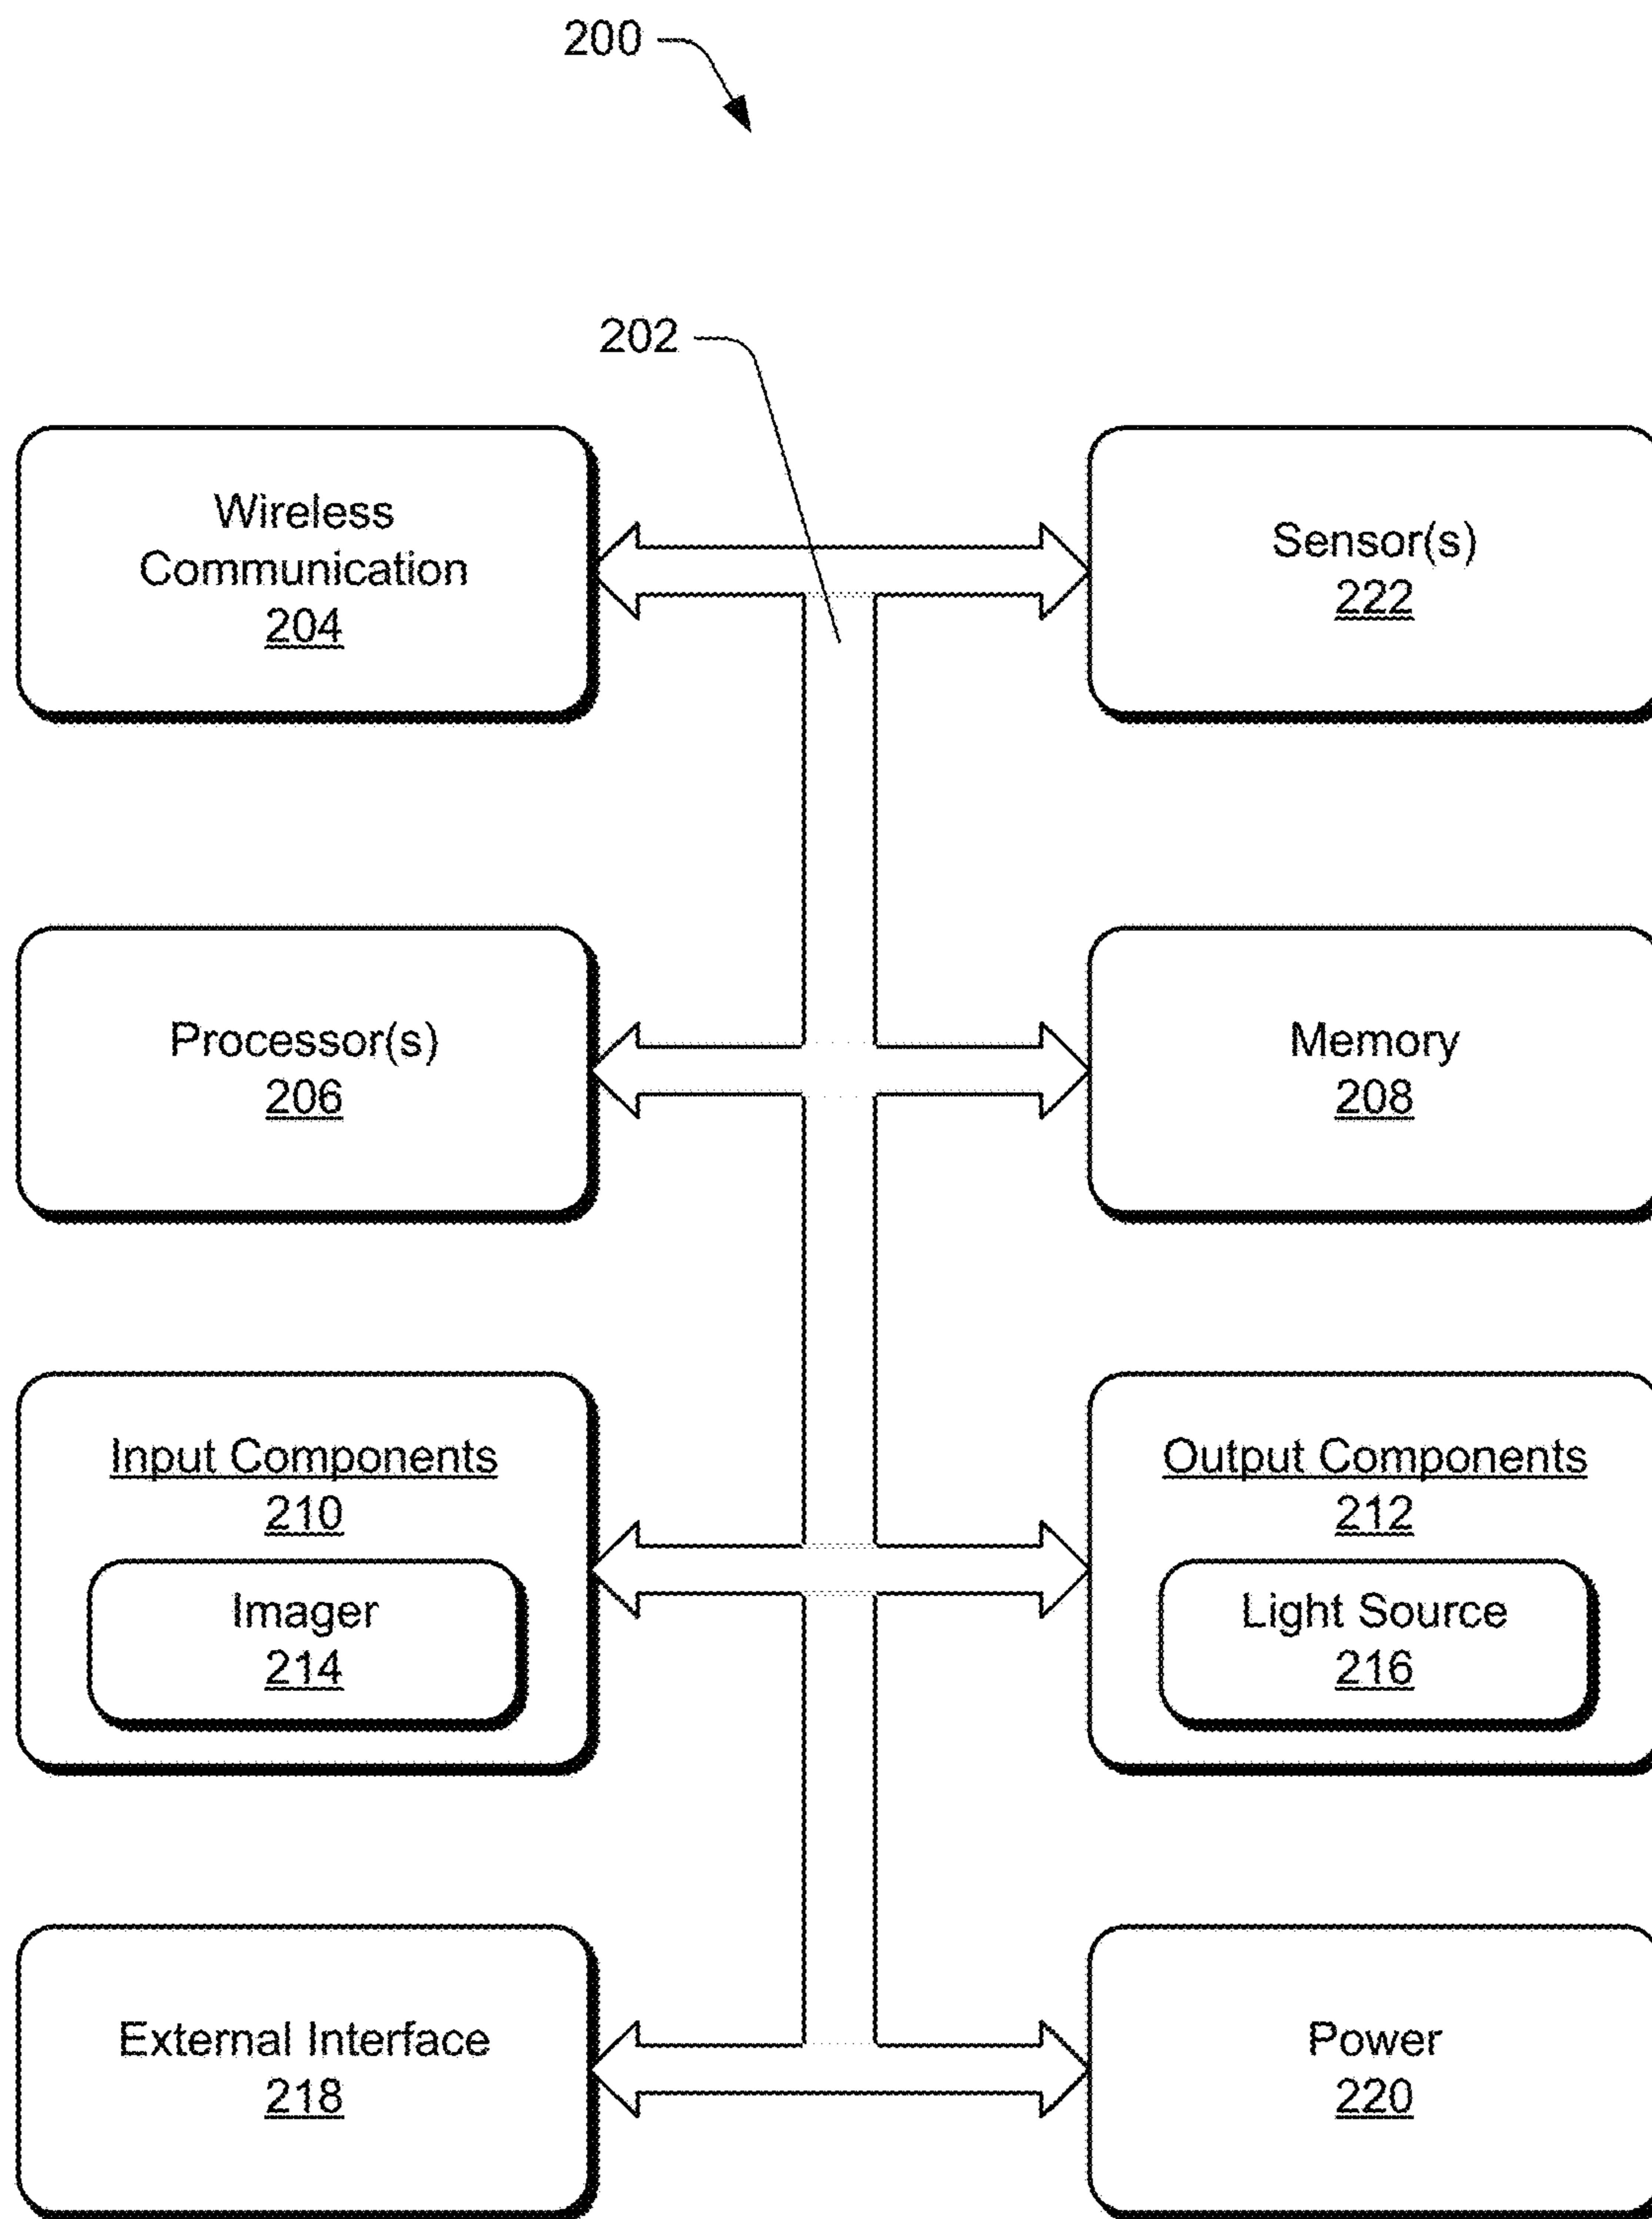 200
202
Wireless
Communication
204
Sensor(s)
222
Processor(s)
206
Memory
208
Input Components
210
Imager
214
Output Components
212
Light Source
216
External Interface
218
Power
220